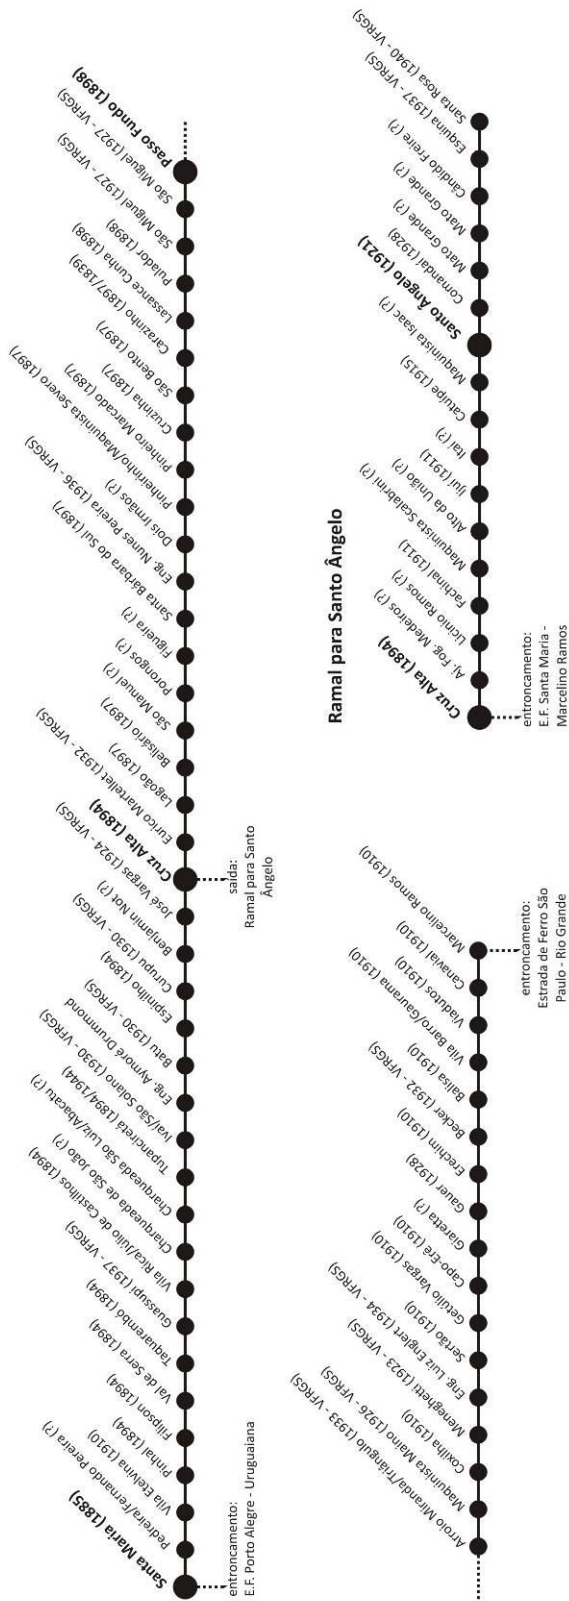 Santa Maria (1885)
Pedreira/Fernando Pereira (?)
Vila Etelvina (1910)
Pinhal (1894)
Filipson (1894)
Val de Serra (1894)
Taquarembó (1894)
Guassupi (1937 - VFRGS)
Vila Rica/Júlio de Castilhos (1894)
Charqueada de São João (?)
Charqueada São Luiz/Abacatu (?)
Tupanciretã (1894/1944)
Ivaí/São Solano (1930 - VFRGS)
Eng. Aymoré Drummond
Batu (1930 - VFRGS)
Espinilho (1894)
Curupu (1930 - VFRGS)
Benjamin Not (?)
José Vargas (1924 - VFRGS)
Cruz Alta (1894)
Eurico Martellet (1932 - VFRGS)
Lagoão (1897)
Belisário (1897)
São Manuel (?)
Porongos (?)
Figueira (?)
Santa Bárbara do Sul (1897)
Eng. Nunes Pereira (1936 - VFRGS)
Dois Irmãos (?)
Pinheirinho/Maquinista Severo (1897)
Pinheiro Marcado (1897)
Cruzinha (1897)
São Bento (1897)
Carazinho (1897/1839)
Lassance Cunha (1898)
Pulador (1898)
São Miguel (1927 - VFRGS)
São Miguel (1927 - VFRGS)
Passo Fundo (1898)
entroncamento:
E.F. Porto Alegre - Uruguaiana
saída:
Ramal para Santo
Ângelo
Arroio Miranda/Triângulo (1933 - VFRGS)
Maquinista Maino (1926 - VFRGS)
Coxilha (1910)
Meneghetti (1923 - VFRGS)
Eng. Luiz Englert (1934 - VFRGS)
Sertão (1910)
Getúlio Vargas (1910)
Capo-Erê (1910)
Giaretta (?)
Gauer (1928)
Erechim (1910)
Becker (1932 - VFRGS)
Balisa (1910)
Vila Barro/Gaurama (1910)
Viadutos (1910)
Canavial (1910)
Marcelino Ramos (1910)
entroncamento:
Estrada de Ferro São
Paulo - Rio Grande
Ramal para Santo Ângelo
Cruz Alta (1894)
Aj. Fog. Medeiros (?)
Licínio Ramos (?)
Fachinal (1911)
Maquinista Scalabrini (?)
Alto da União (?)
Ijuí (1911)
Itaí (?)
Catuípe (1915)
Maquinista Isaac (?)
Santo Ângelo (1921)
Comandaí (1928)
Mato Grande (?)
Mato Grande (?)
Cândido Freire (?)
Esquina (1937 - VFRGS)
Santa Rosa (1940 - VFRGS)
entroncamento:
E.F. Santa Maria -
Marcelino Ramos